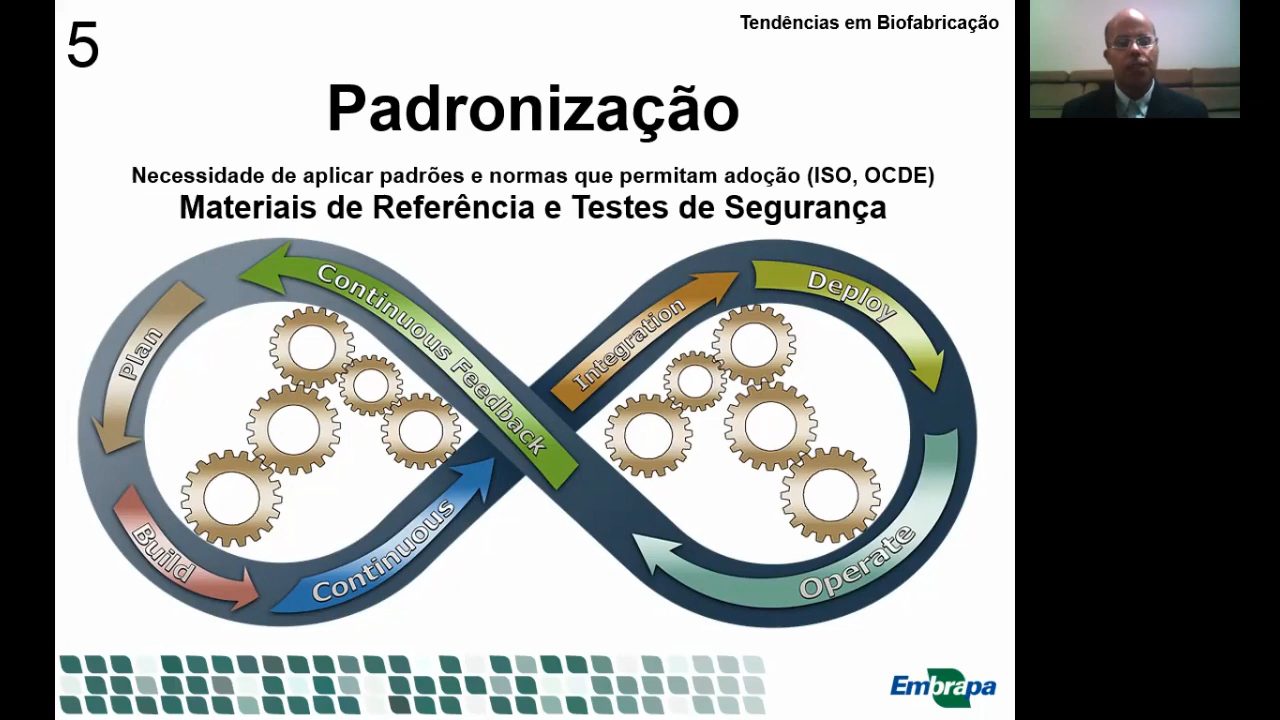 5
Tendências em Biofabricação
Padronização
Necessidade de aplicar padrões e normas que permitam adoção (ISO, OCDE)
Materiais de Referência e Testes de Segurança
Continuous Feedback
Plan
Build
Continuous
Integration
Deploy
Operate
Embrapa